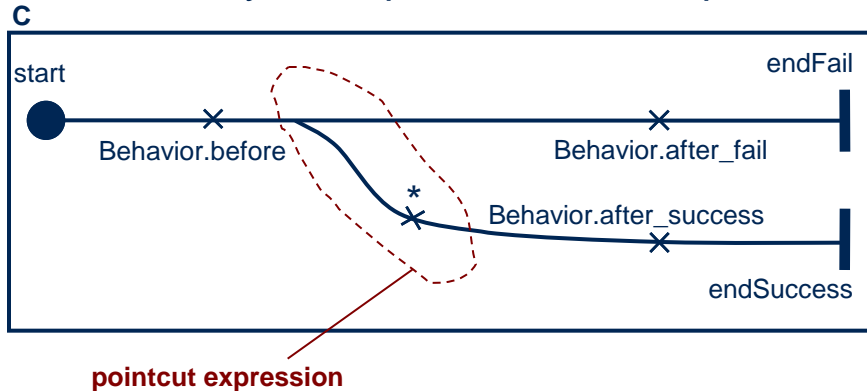 C
start
endFail
Behavior.before
Behavior.after_fail
*
Behavior.after_success
endSuccess
pointcut expression